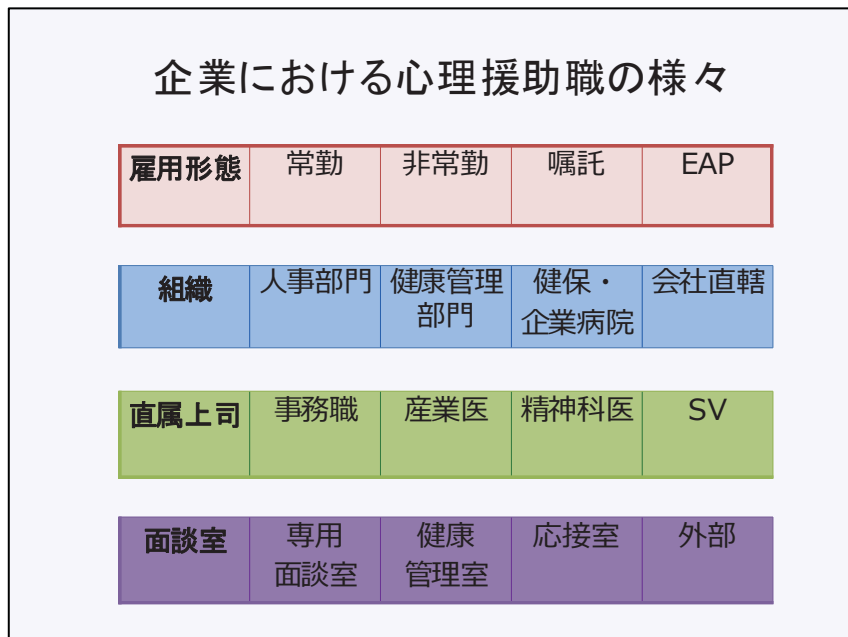 企業における心理援助職の様々
雇用形態 常勤 非常勤 嘱託 EAP
組織 人事部門 健康管理 健保・ 会社直轄
部門 企業病院
直属上司 事務職 産業医 精神科医 SV
面談室 専用 健康 応接室 外部
面談室 管理室